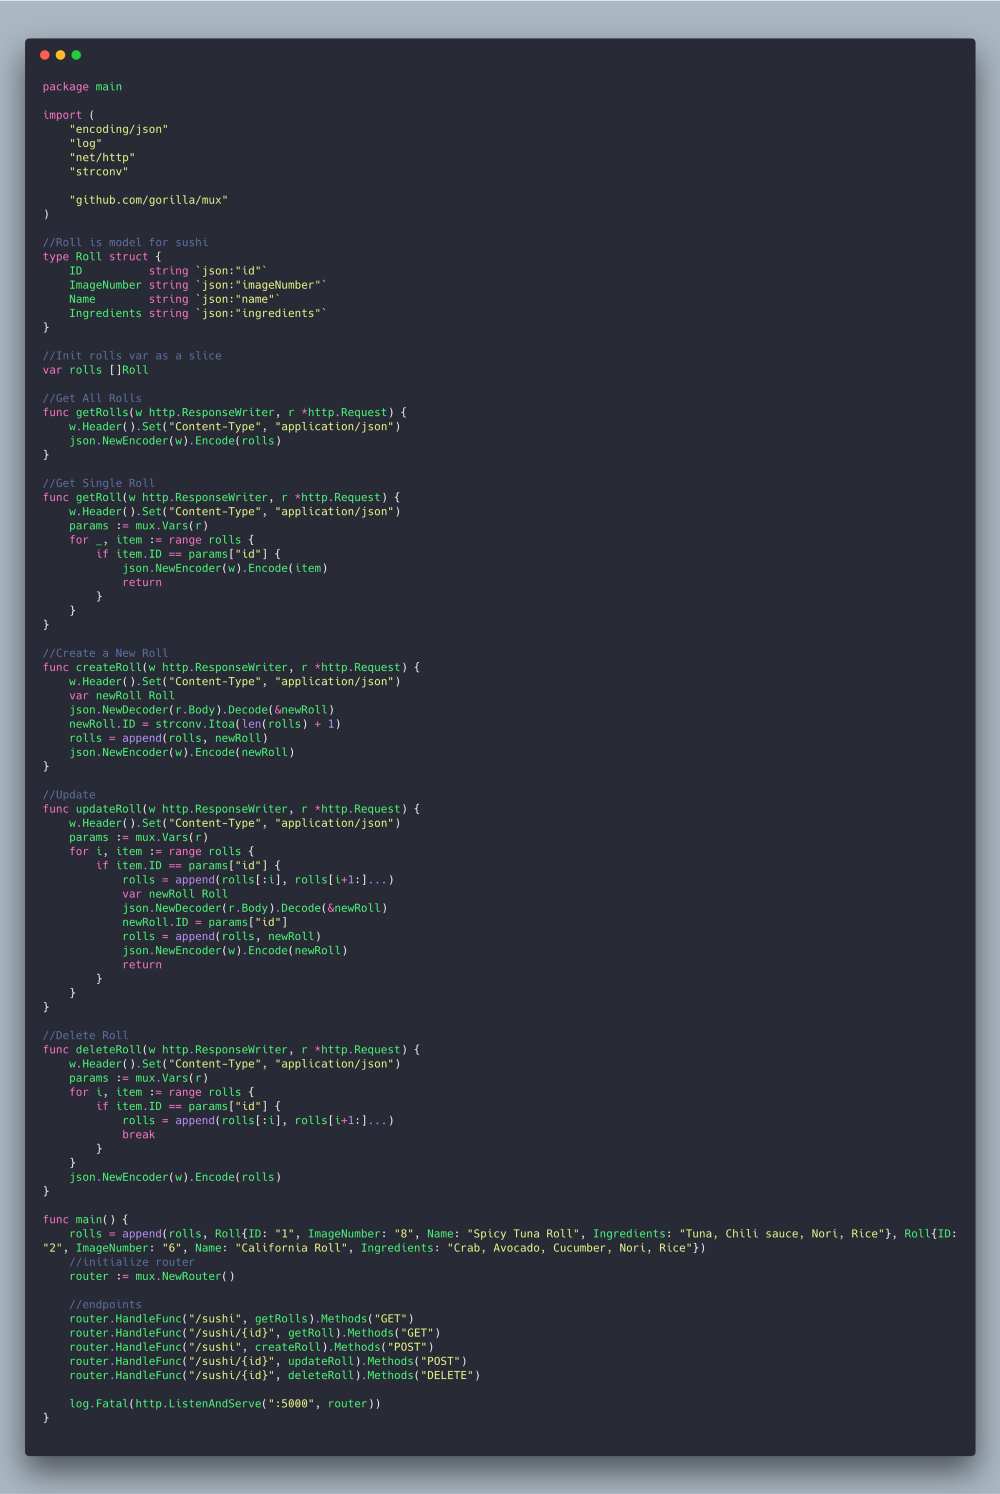 package main

import (
    "encoding/json"
    "log"
    "net/http"
    "strconv"

    "github.com/gorilla/mux"
)

//Roll is model for sushi
type Roll struct {
    ID          string `json:"id"`
    ImageNumber string `json:"imageNumber"`
    Name        string `json:"name"`
    Ingredients string `json:"ingredients"`
}

//Init rolls var as a slice
var rolls []Roll

//Get All Rolls
func getRolls(w http.ResponseWriter, r *http.Request) {
    w.Header().Set("Content-Type", "application/json")
    json.NewEncoder(w).Encode(rolls)
}

//Get Single Roll
func getRoll(w http.ResponseWriter, r *http.Request) {
    w.Header().Set("Content-Type", "application/json")
    params := mux.Vars(r)
    for _, item := range rolls {
        if item.ID == params["id"] {
            json.NewEncoder(w).Encode(item)
            return
        }
    }
}

//Create a New Roll
func createRoll(w http.ResponseWriter, r *http.Request) {
    w.Header().Set("Content-Type", "application/json")
    var newRoll Roll
    json.NewDecoder(r.Body).Decode(&newRoll)
    newRoll.ID = strconv.Itoa(len(rolls) + 1)
    rolls = append(rolls, newRoll)
    json.NewEncoder(w).Encode(newRoll)
}

//Update
func updateRoll(w http.ResponseWriter, r *http.Request) {
    w.Header().Set("Content-Type", "application/json")
    params := mux.Vars(r)
    for i, item := range rolls {
        if item.ID == params["id"] {
            rolls = append(rolls[:i], rolls[i+1:]...)
            var newRoll Roll
            json.NewDecoder(r.Body).Decode(&newRoll)
            newRoll.ID = params["id"]
            rolls = append(rolls, newRoll)
            json.NewEncoder(w).Encode(newRoll)
            return
        }
    }
}

//Delete Roll
func deleteRoll(w http.ResponseWriter, r *http.Request) {
    w.Header().Set("Content-Type", "application/json")
    params := mux.Vars(r)
    for i, item := range rolls {
        if item.ID == params["id"] {
            rolls = append(rolls[:i], rolls[i+1:]...)
            break
        }
    }
    json.NewEncoder(w).Encode(rolls)
}

func main() {
    rolls = append(rolls, Roll{ID: "1", ImageNumber: "8", Name: "Spicy Tuna Roll", Ingredients: "Tuna, Chili sauce, Nori, Rice"}, Roll{ID:
"2", ImageNumber: "6", Name: "California Roll", Ingredients: "Crab, Avocado, Cucumber, Nori, Rice"})
    //initialize router
    router := mux.NewRouter()

    //endpoints
    router.HandleFunc("/sushi", getRolls).Methods("GET")
    router.HandleFunc("/sushi/{id}", getRoll).Methods("GET")
    router.HandleFunc("/sushi", createRoll).Methods("POST")
    router.HandleFunc("/sushi/{id}", updateRoll).Methods("POST")
    router.HandleFunc("/sushi/{id}", deleteRoll).Methods("DELETE")

    log.Fatal(http.ListenAndServe(":5000", router))
}